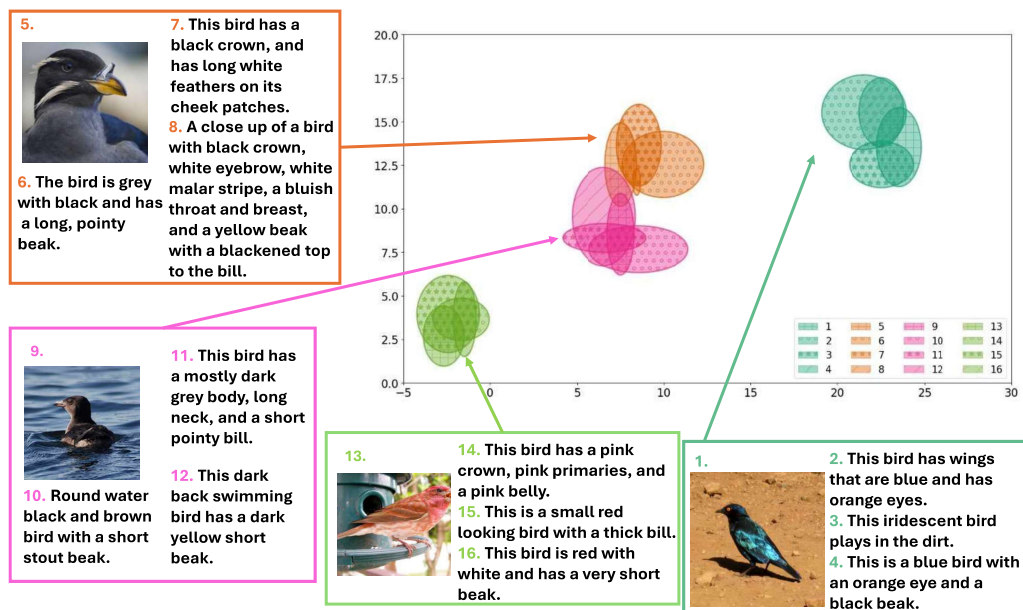 5.
6. The bird is grey
with black and has
a long, pointy
beak.
7. This bird has a
black crown, and
has long white
feathers on its
cheek patches.
8. A close up of a bird
with black crown,
white eyebrow, white
malar stripe, a bluish
throat and breast,
and a yellow beak
with a blackened top
to the bill.
20.0
17.5
15.0
12.5
10.0
7.5
5.0
2.5
0.0
−5 0 5 10 15 20 25 30
1 5 9 13
2 6 10 14
3 7 11 15
4 8 12 16
9.
10. Round water
black and brown
bird with a short
stout beak.
11. This bird has
a mostly dark
grey body, long
neck, and a short
pointy bill.
12. This dark
back swimming
bird has a dark
yellow short
beak.
13.
14. This bird has a pink
crown, pink primaries, and
a pink belly.
15. This is a small red
looking bird with a thick bill.
16. This bird is red with
white and has a very short
beak.
1.
2. This bird has wings
that are blue and has
orange eyes.
3. This iridescent bird
plays in the dirt.
4. This is a blue bird with
an orange eye and a
black beak.